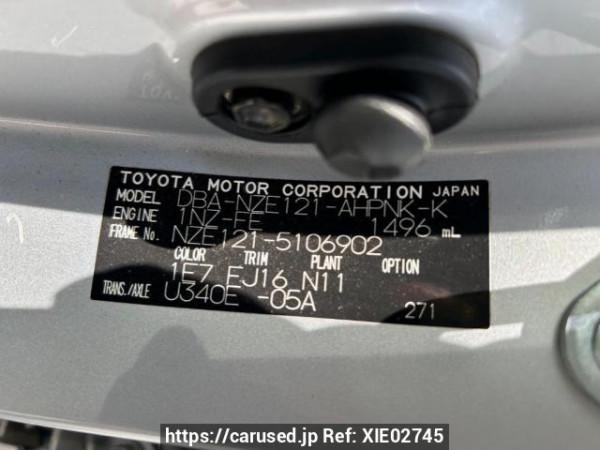 TOYOTA MOTOR CORPORATION JAPAN
MODEL DBA-NZE121-AHPNK-K
ENGINE 1NZ-FE 1496 mL
FRAME No. NZE121-5106902
COLOR TRIM PLANT OPTION
1E7 EJ16 N11
TRANS./AXLE U340E -05A 271
https://carused.jp Ref: XIE02745